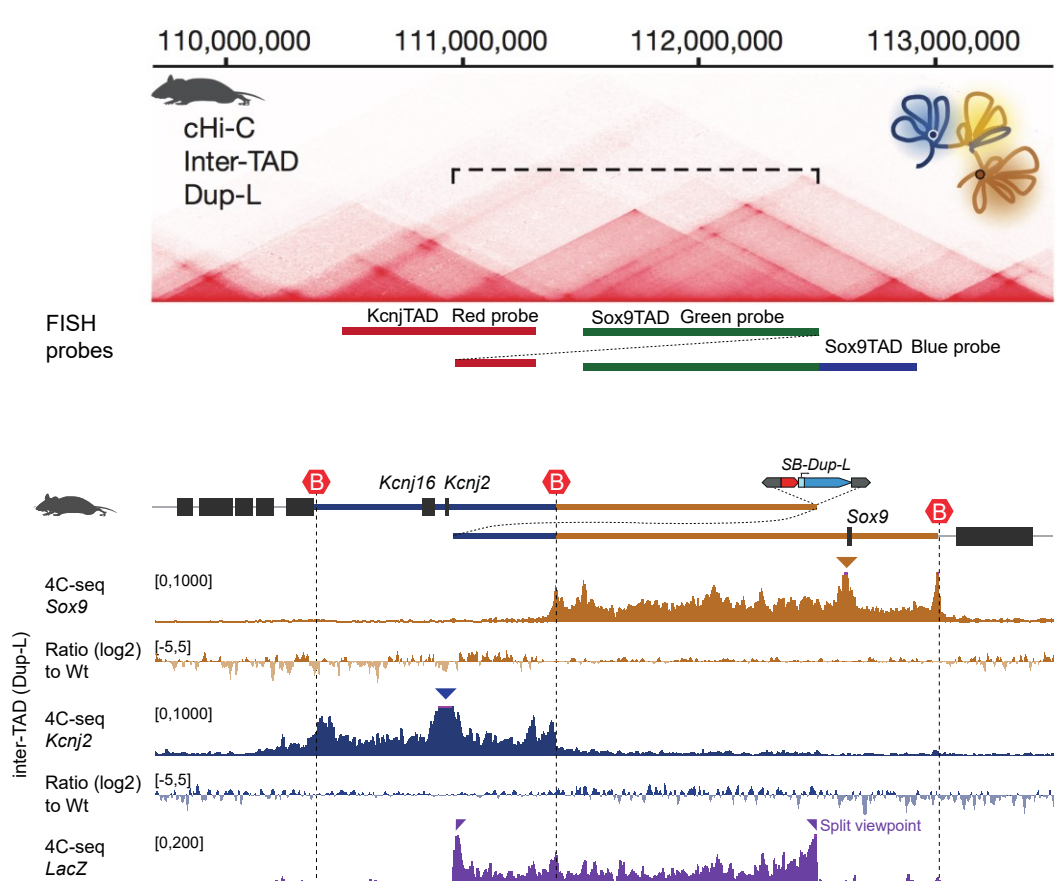 110,000,000 111,000,000 112,000,000 113,000,000
cHi-C
Inter-TAD
Dup-L
FISH
probes
KcnjTAD Red probe
Sox9TAD Green probe
Sox9TAD Blue probe
SB-Dup-L
B Kcnj16 Kcnj2 B
B
Sox9
inter-TAD (Dup-L)
4C-seq
Sox9
[0,1000]
Ratio (log2)
to Wt
[-5,5]
4C-seq
Kcnj2
[0,1000]
Ratio (log2)
to Wt
[-5,5]
4C-seq
LacZ
[0,200]
Split viewpoint